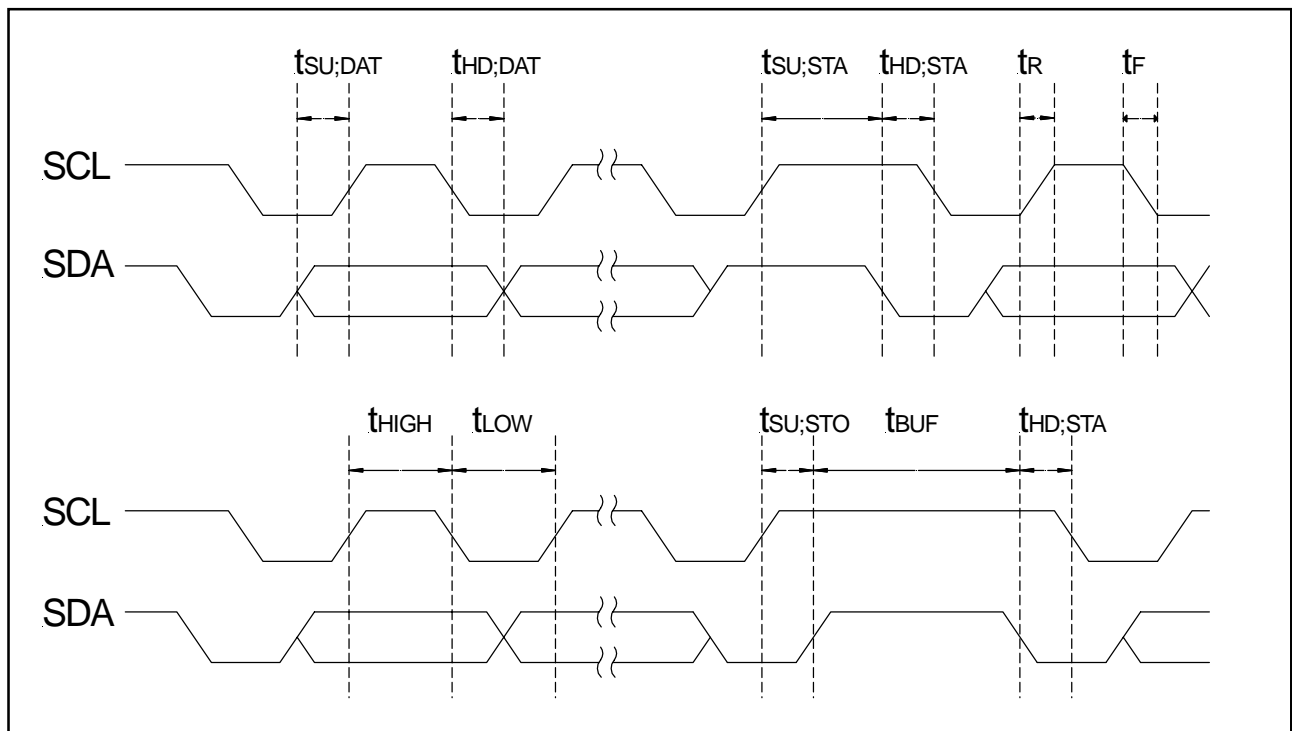 tSU;DAT tHD;DAT tSU;STA tHD;STA tR tF
SCL
SDA
tHIGH tLOW tSU;STO tBUF tHD;STA
SCL
SDA